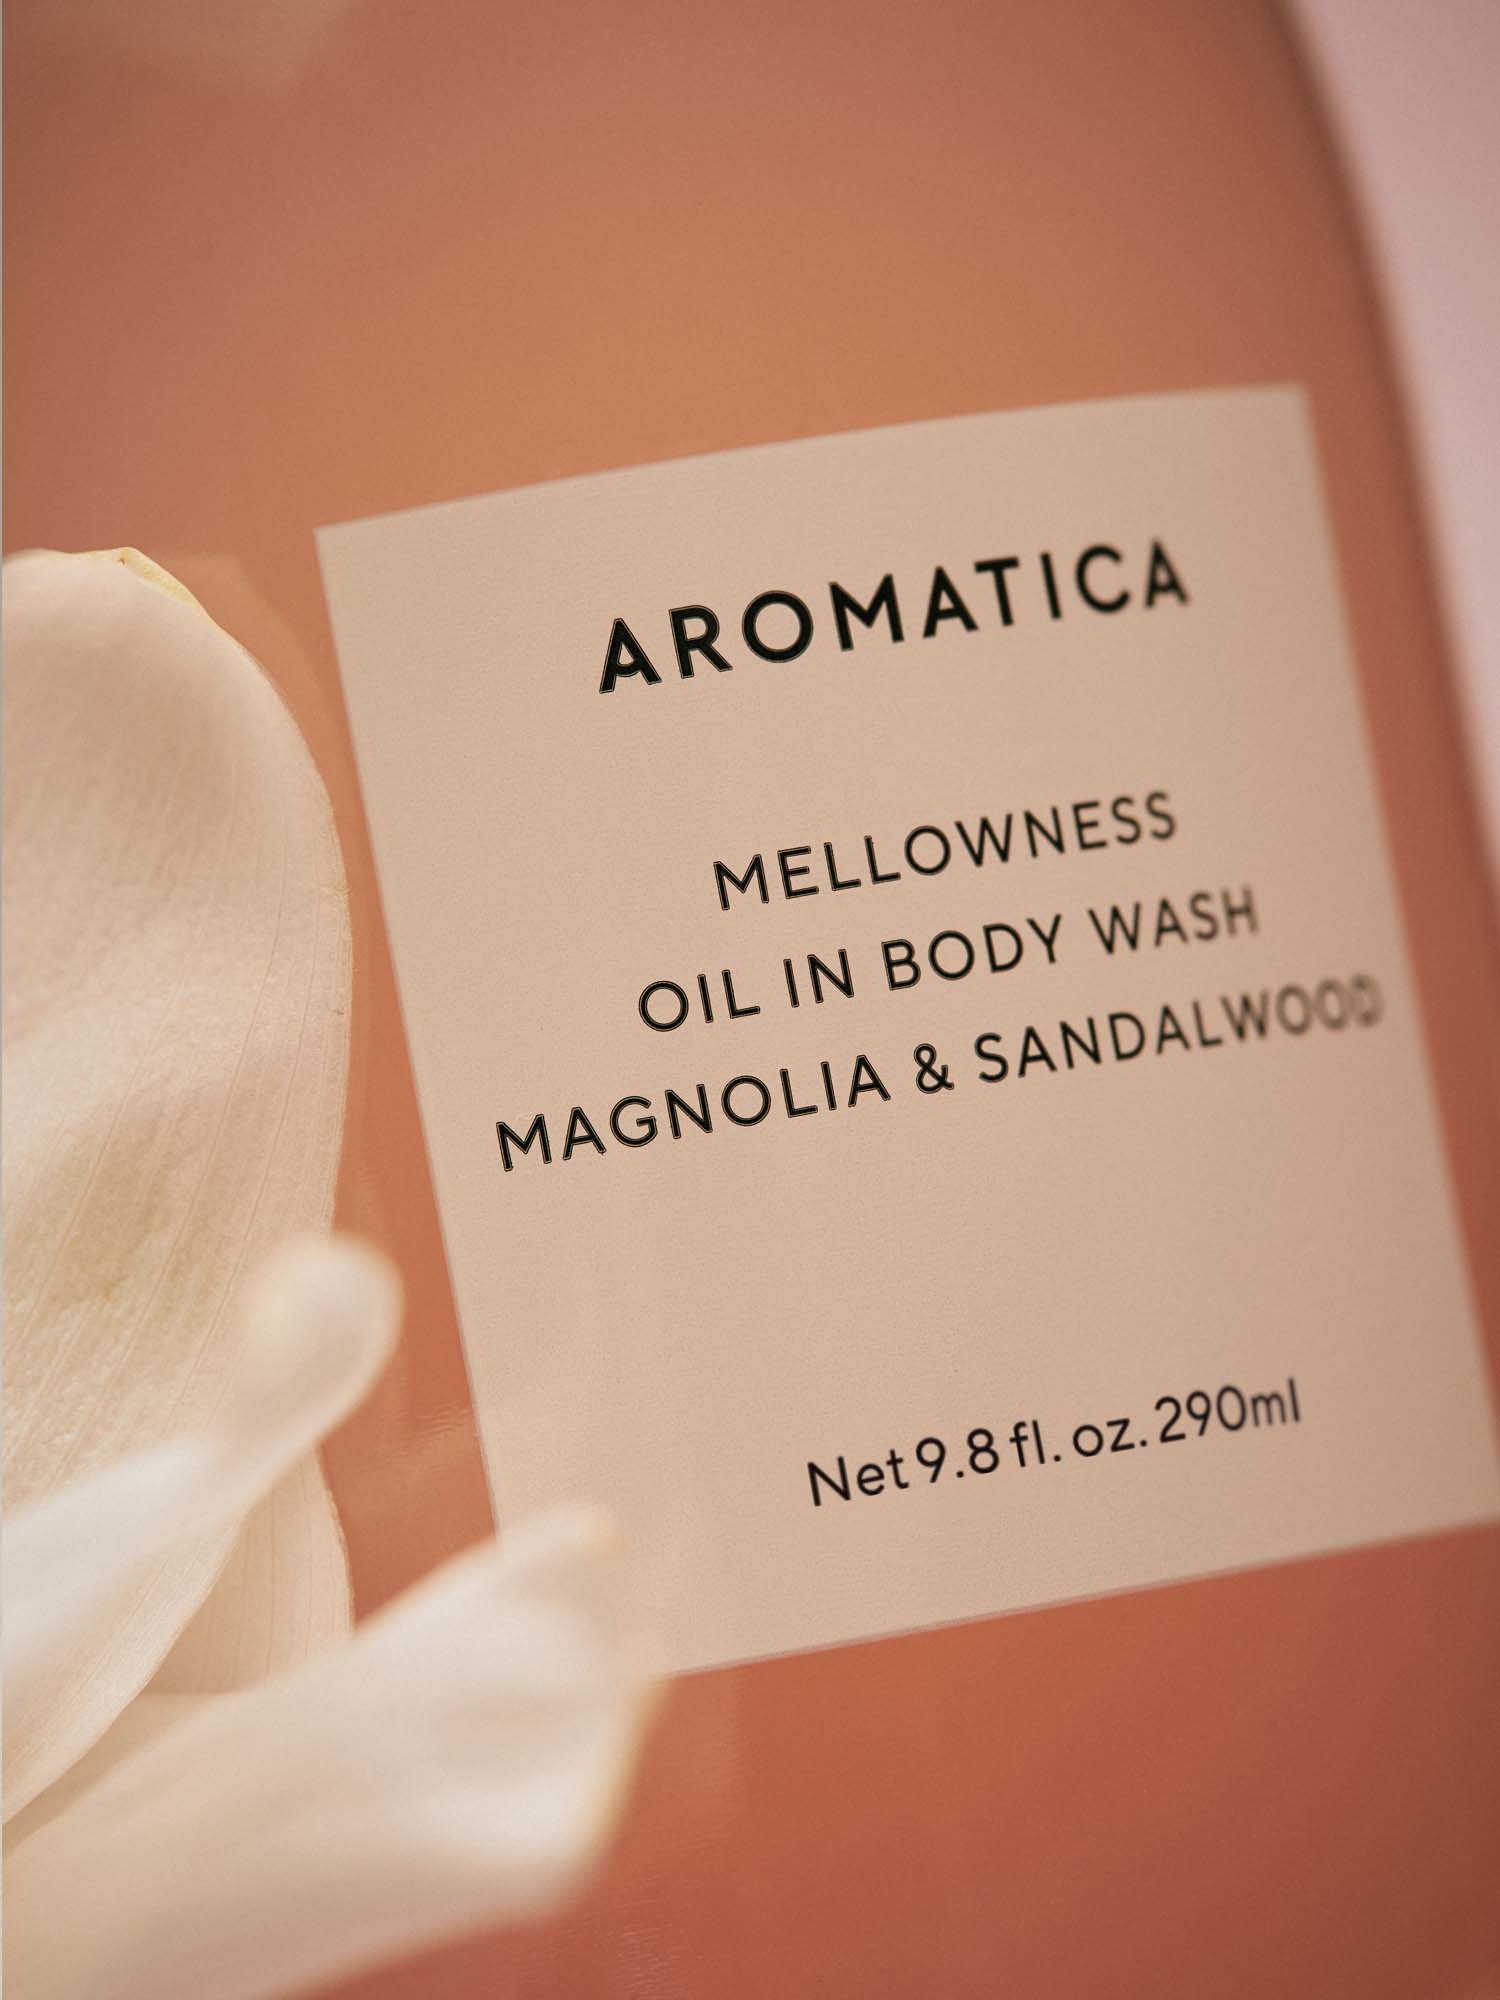 AROMATICA
MELLOWNESS
OIL IN BODY WASH
MAGNOLIA & SANDALWOOD
Net 9.8 fl. oz. 290ml